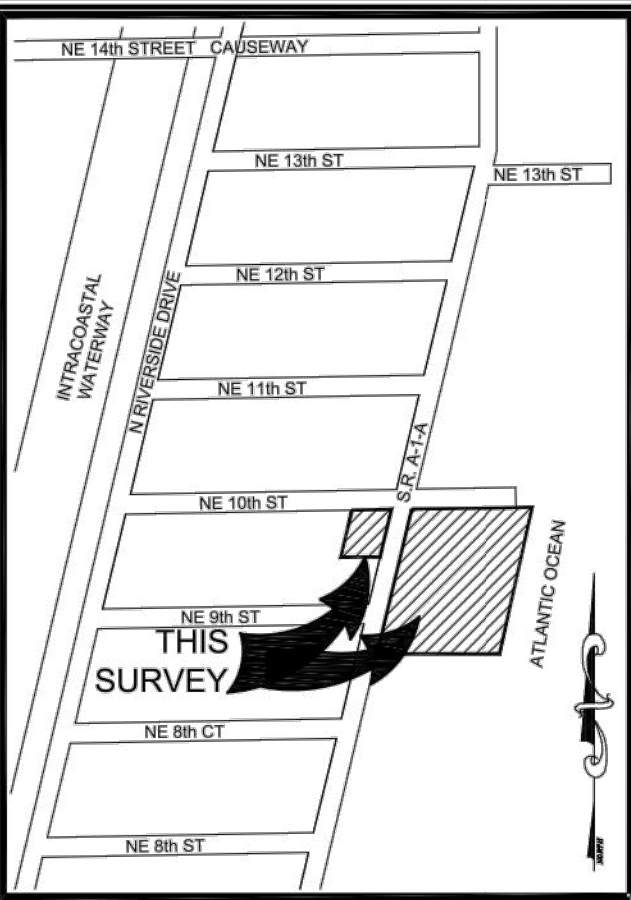 NE 14th STREET CAUSEWAY
NE 13th ST
NE 13th ST
NE 12th ST
INTRACOASTAL
WATERWAY
N RIVERSIDE DRIVE
NE 11th ST
S.R. A-1-A
NE 10th ST
ATLANTIC OCEAN
NE 9th ST
THIS
SURVEY
NE 8th CT
NE 8th ST